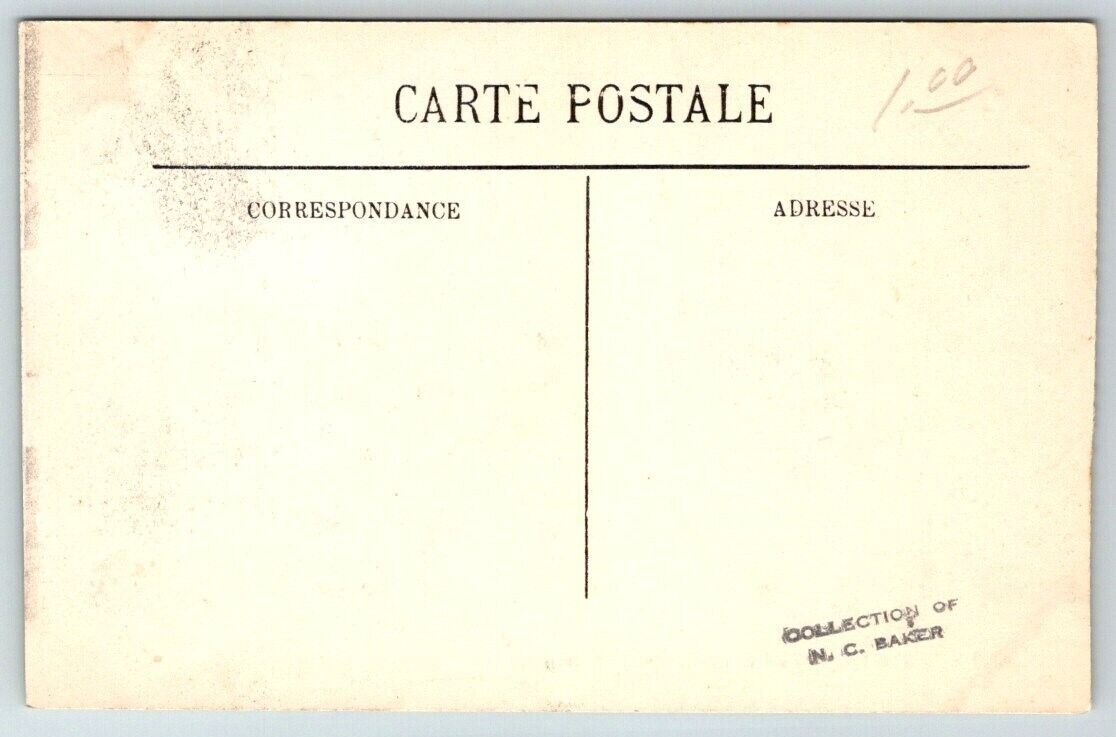 CARTE POSTALE
1.00
CORRESPONDANCE
ADRESSE
COLLECTION OF
N. C. BAKER